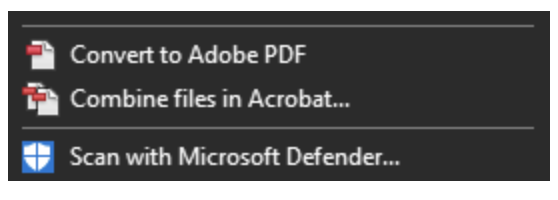 Convert to Adobe PDF
Combine files in Acrobat...
Scan with Microsoft Defender...